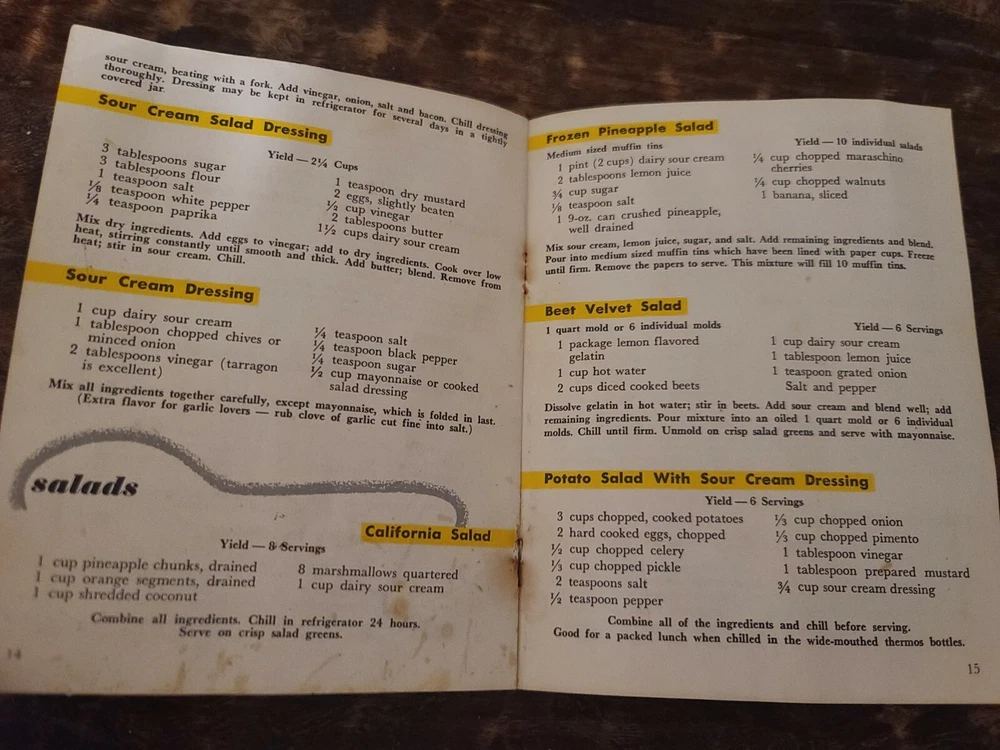 sour cream, beating with a fork. Add vinegar, onion, salt and bacon. Chill dressing
thoroughly. Dressing may be kept in refrigerator for several days in a tightly
covered jar.
Sour Cream Salad Dressing
Yield — 2¼ Cups
3 tablespoons sugar
3 tablespoons flour
1 teaspoon salt
⅛ teaspoon white pepper
¼ teaspoon paprika
1 teaspoon dry mustard
2 eggs, slightly beaten
½ cup vinegar
2 tablespoons butter
1½ cups dairy sour cream
Mix dry ingredients. Add eggs to vinegar; add to dry ingredients. Cook over low
heat, stirring constantly until smooth and thick. Add butter; blend. Remove from
heat; stir in sour cream. Chill.
Sour Cream Dressing
1 cup dairy sour cream
1 tablespoon chopped chives or
minced onion
2 tablespoons vinegar (tarragon
is excellent)
¼ teaspoon salt
¼ teaspoon black pepper
¼ teaspoon sugar
½ cup mayonnaise or cooked
salad dressing
Mix all ingredients together carefully, except mayonnaise, which is folded in last.
(Extra flavor for garlic lovers — rub clove of garlic cut fine into salt.)
salads
California Salad
Yield — 8 Servings
1 cup pineapple chunks, drained
1 cup orange segments, drained
1 cup shredded coconut
8 marshmallows quartered
1 cup dairy sour cream
Combine all ingredients. Chill in refrigerator 24 hours.
Serve on crisp salad greens.
14
Frozen Pineapple Salad
Medium sized muffin tins
Yield — 10 individual salads
1 pint (2 cups) dairy sour cream
2 tablespoons lemon juice
¾ cup sugar
⅛ teaspoon salt
1 9-oz. can crushed pineapple,
well drained
¼ cup chopped maraschino
cherries
¼ cup chopped walnuts
1 banana, sliced
Mix sour cream, lemon juice, sugar, and salt. Add remaining ingredients and blend.
Pour into medium sized muffin tins which have been lined with paper cups. Freeze
until firm. Remove the papers to serve. This mixture will fill 10 muffin tins.
Beet Velvet Salad
1 quart mold or 6 individual molds
Yield — 6 Servings
1 package lemon flavored
gelatin
1 cup hot water
2 cups diced cooked beets
1 cup dairy sour cream
1 tablespoon lemon juice
1 teaspoon grated onion
Salt and pepper
Dissolve gelatin in hot water; stir in beets. Add sour cream and blend well; add
remaining ingredients. Pour mixture into an oiled 1 quart mold or 6 individual
molds. Chill until firm. Unmold on crisp salad greens and serve with mayonnaise.
Potato Salad With Sour Cream Dressing
Yield — 6 Servings
3 cups chopped, cooked potatoes
2 hard cooked eggs, chopped
½ cup chopped celery
⅓ cup chopped pickle
2 teaspoons salt
½ teaspoon pepper
⅓ cup chopped onion
⅓ cup chopped pimento
1 tablespoon vinegar
1 tablespoon prepared mustard
¾ cup sour cream dressing
Combine all of the ingredients and chill before serving.
Good for a packed lunch when chilled in the wide-mouthed thermos bottles.
15